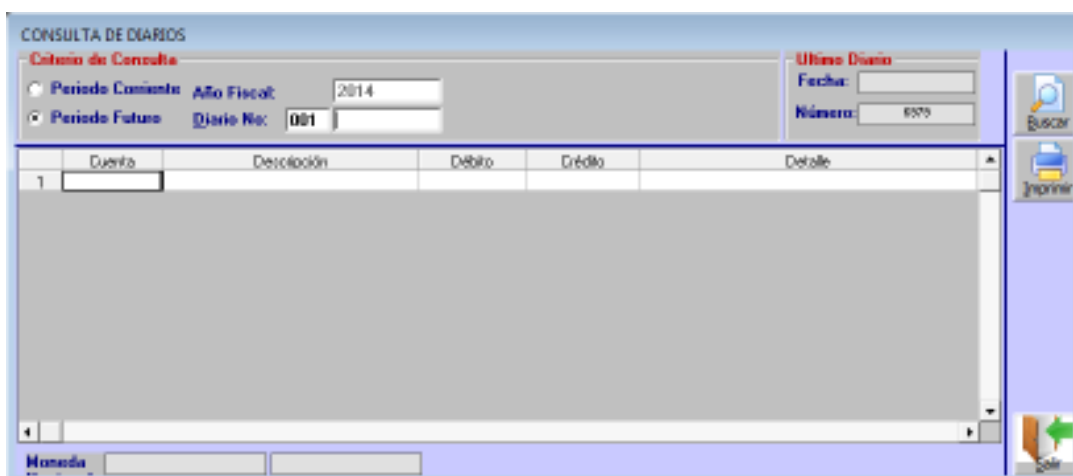 CONSULTA DE DIARIOS
Criterio de Consulta
Ultimo Diario
Periodo Corriente Año Fiscal: 2014
Fecha:
Periodo Futuro Diario No: 001
Número:
Buscar
Cuenta Descripción Débito Crédito Detalle
1
Imprimir
Salir
Moneda